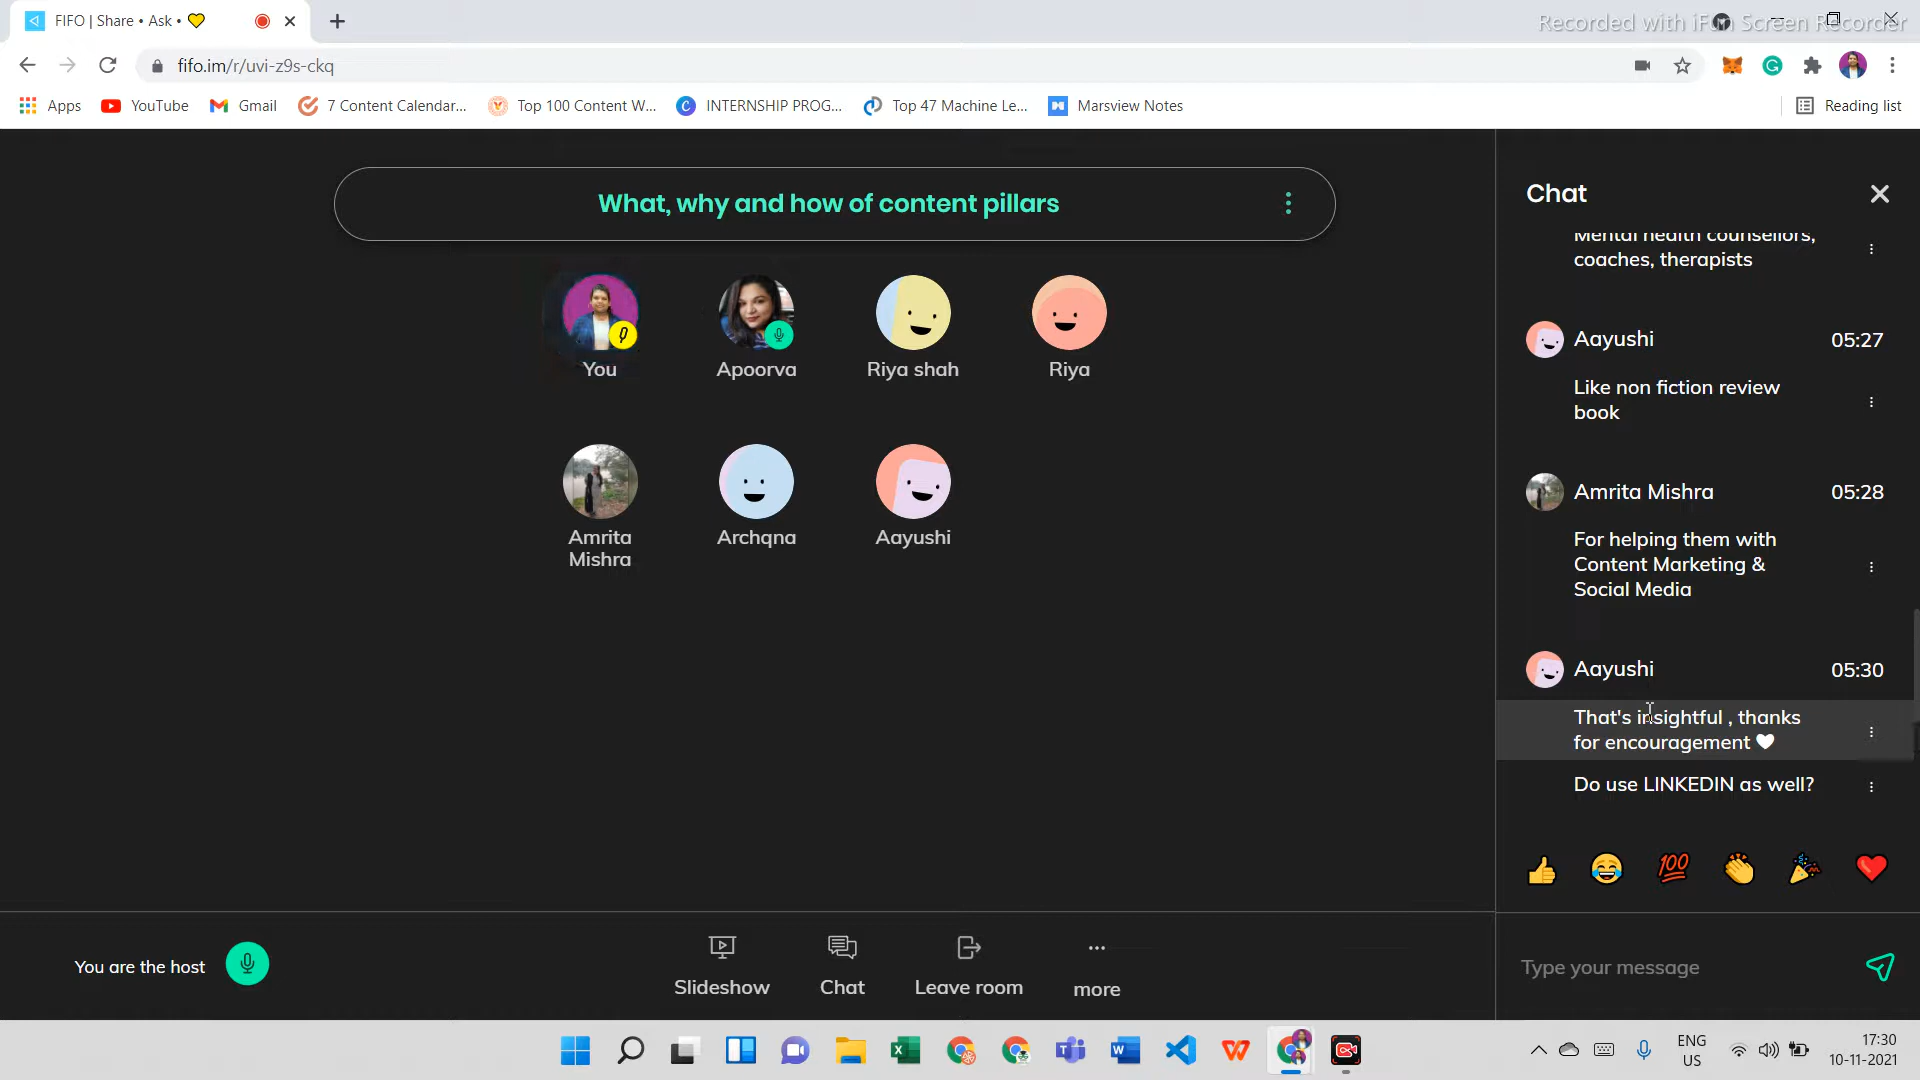 FIFO | Share • Ask • 💛
Recorded with iFun Screen Recorder
fifo.im/r/uvi-z9s-ckq
Apps
YouTube
Gmail
7 Content Calendar...
Top 100 Content W...
INTERNSHIP PROG...
Top 47 Machine Le...
Marsview Notes
Reading list
What, why and how of content pillars
You
Apoorva
Riya shah
Riya
Amrita
Mishra
Archqna
Aayushi
You are the host
Slideshow
Chat
Leave room
more
Chat
Mental health counsellors,
coaches, therapists
Aayushi 05:27
Like non fiction review
book
Amrita Mishra 05:28
For helping them with
Content Marketing &
Social Media
Aayushi 05:30
That's insightful , thanks
for encouragement 🤍
Do use LINKEDIN as well?
👍 😂 💯 👏 🎉 ❤️
Type your message
ENG
US
17:30
10-11-2021